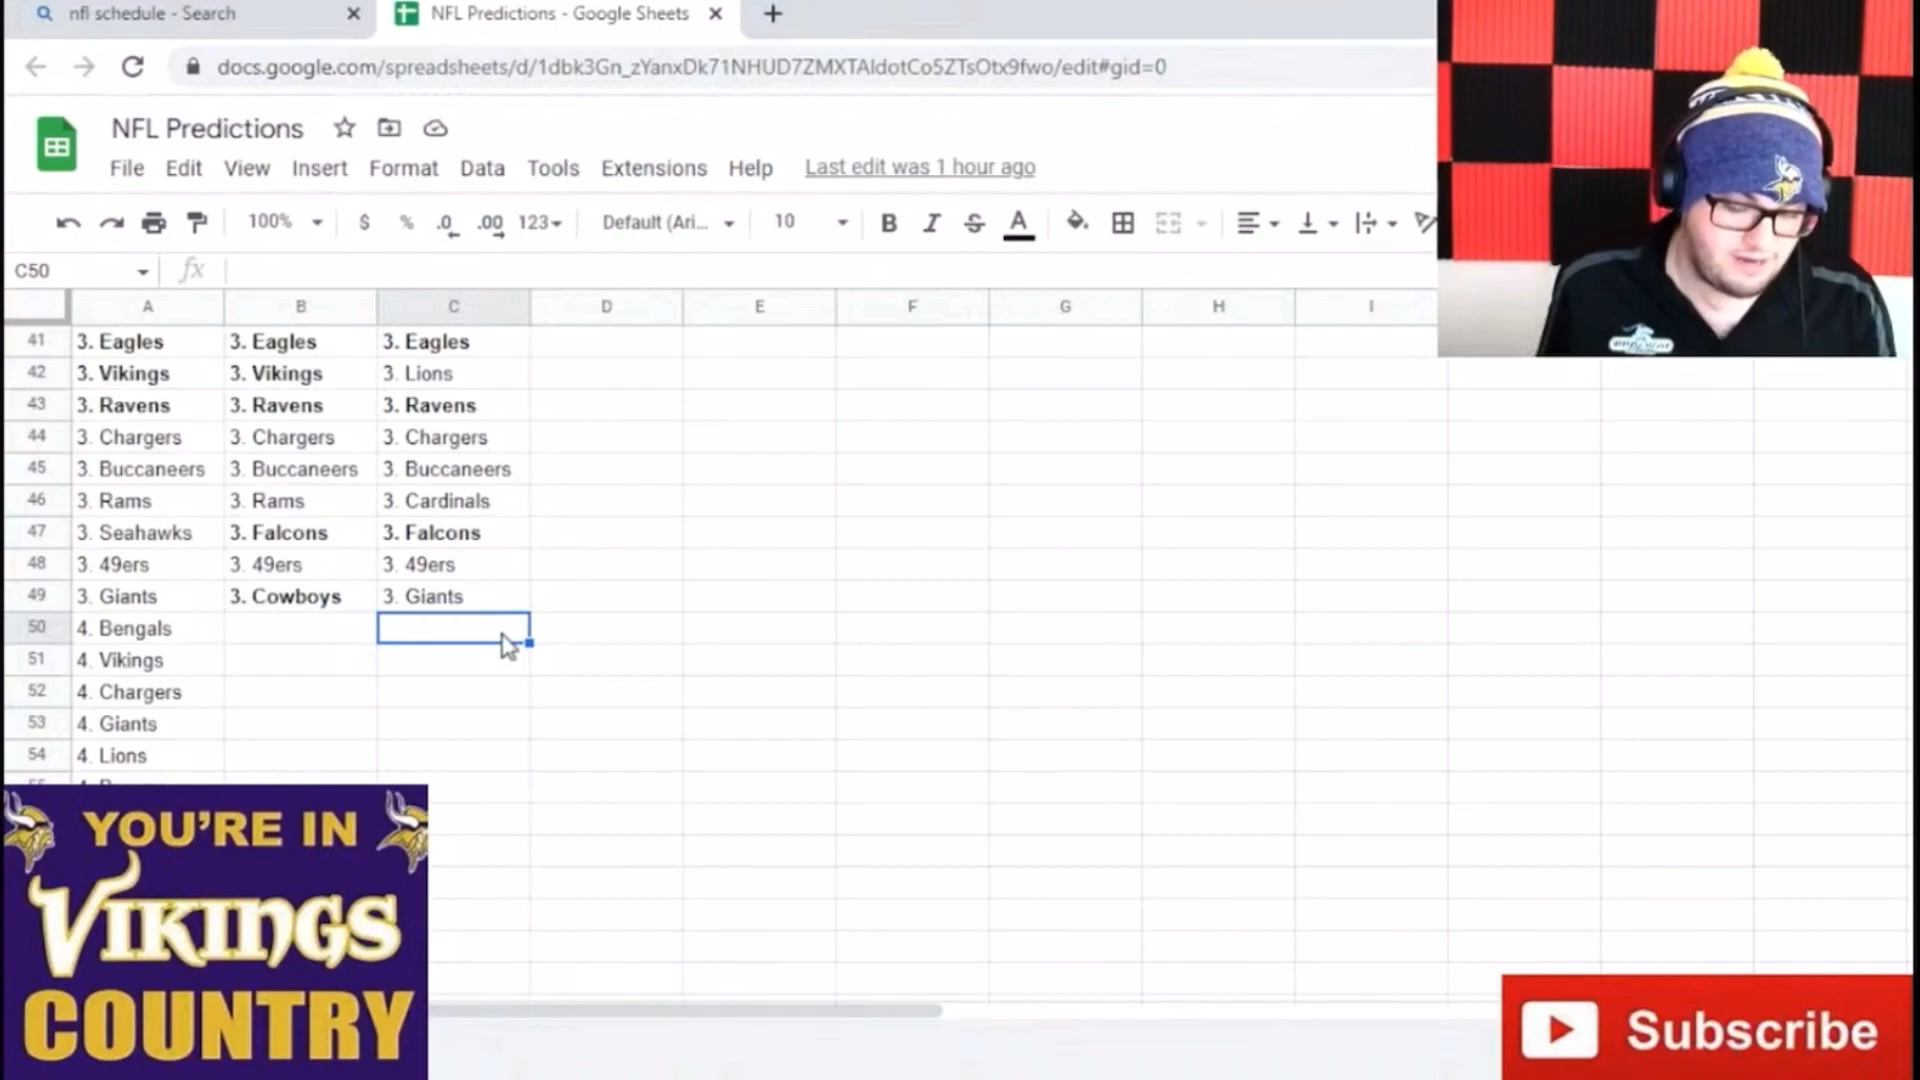 nfl schedule - Search
NFL Predictions - Google Sheets
docs.google.com/spreadsheets/d/1dbk3Gn_zYanxDk71NHUD7ZMXTAldotCo5ZTsOtx9fwo/edit#gid=0
NFL Predictions
File Edit View Insert Format Data Tools Extensions Help Last edit was 1 hour ago
100% $ % .0 .00 123 Default (Ari... 10 B I S A
C50 fx
A B C D E F G H I
41 3. Eagles 3. Eagles 3. Eagles
42 3. Vikings 3. Vikings 3. Lions
43 3. Ravens 3. Ravens 3. Ravens
44 3. Chargers 3. Chargers 3. Chargers
45 3. Buccaneers 3. Buccaneers 3. Buccaneers
46 3. Rams 3. Rams 3. Cardinals
47 3. Seahawks 3. Falcons 3. Falcons
48 3. 49ers 3. 49ers 3. 49ers
49 3. Giants 3. Cowboys 3. Giants
50 4. Bengals
51 4. Vikings
52 4. Chargers
53 4. Giants
54 4. Lions
YOU'RE IN
VIKINGS
COUNTRY
Subscribe